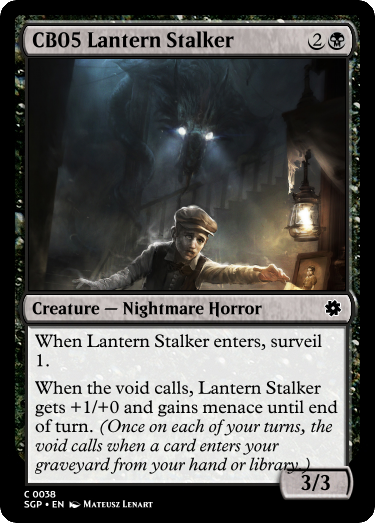 CB05 Lantern Stalker 2
Creature — Nightmare Horror
When Lantern Stalker enters, surveil
1.
When the void calls, Lantern Stalker
gets +1/+0 and gains menace until end
of turn. (Once on each of your turns, the
void calls when a card enters your
graveyard from your hand or library.)
3/3
C 0038
SGP • EN Mateusz Lenart